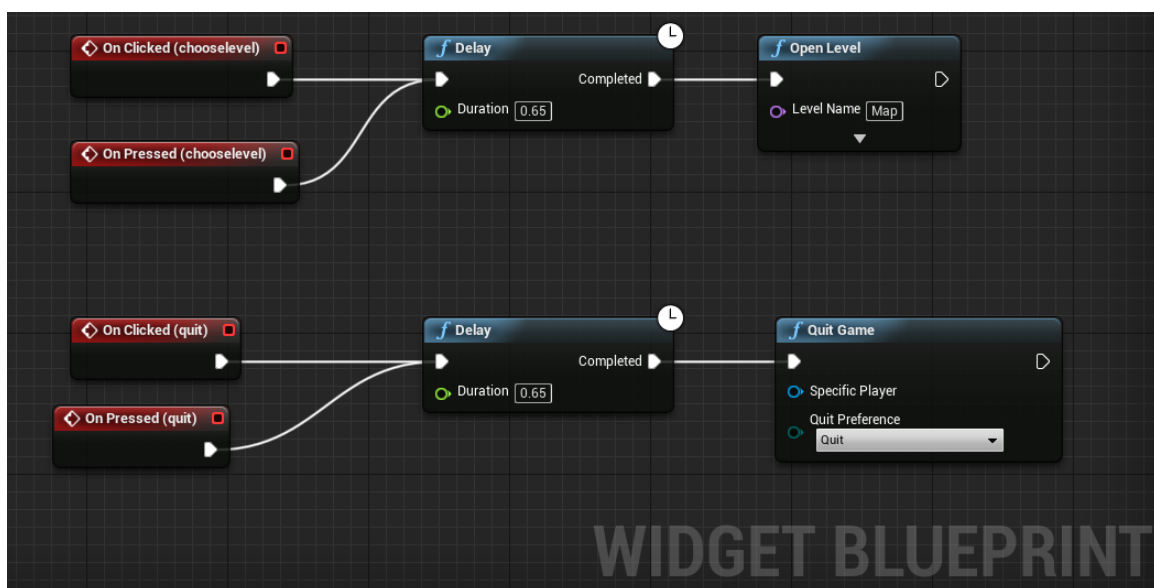 On Clicked (chooselevel)
f Delay
f Open Level
Completed
Duration 0.65
Level Name Map
On Pressed (chooselevel)
On Clicked (quit)
f Delay
f Quit Game
Completed
Duration 0.65
Specific Player
Quit Preference
Quit
On Pressed (quit)
WIDGET BLUEPRINT